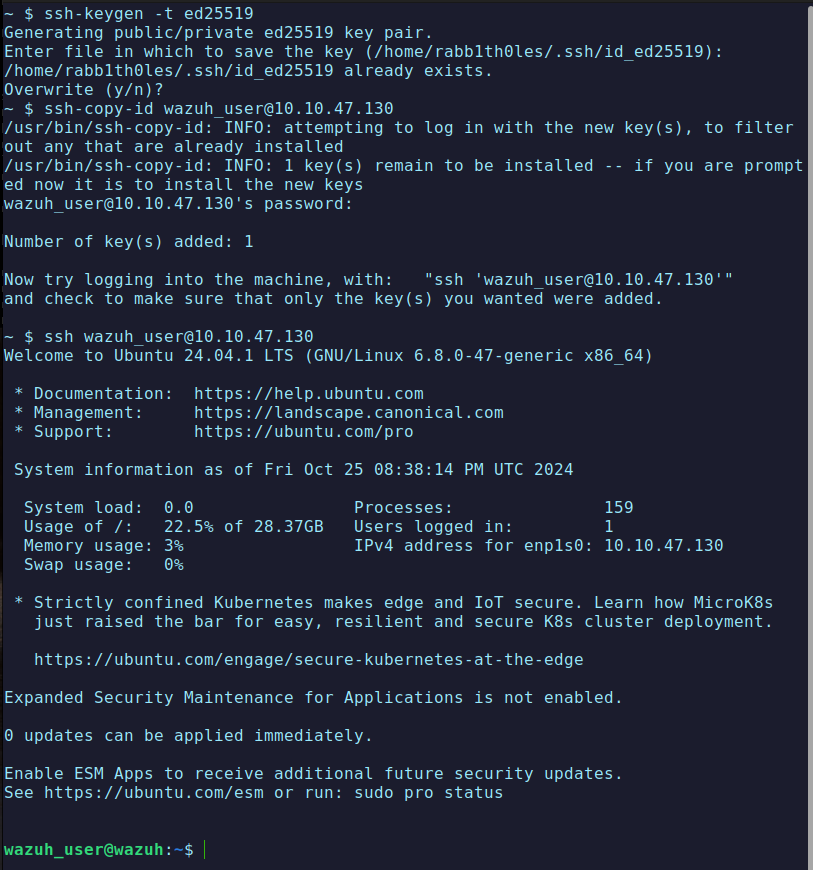 ~ $ ssh-keygen -t ed25519
Generating public/private ed25519 key pair.
Enter file in which to save the key (/home/rabb1th0les/.ssh/id_ed25519):
/home/rabb1th0les/.ssh/id_ed25519 already exists.
Overwrite (y/n)?
~ $ ssh-copy-id wazuh_user@10.10.47.130
/usr/bin/ssh-copy-id: INFO: attempting to log in with the new key(s), to filter
out any that are already installed
/usr/bin/ssh-copy-id: INFO: 1 key(s) remain to be installed -- if you are prompt
ed now it is to install the new keys
wazuh_user@10.10.47.130's password:

Number of key(s) added: 1

Now try logging into the machine, with:   "ssh 'wazuh_user@10.10.47.130'"
and check to make sure that only the key(s) you wanted were added.

~ $ ssh wazuh_user@10.10.47.130
Welcome to Ubuntu 24.04.1 LTS (GNU/Linux 6.8.0-47-generic x86_64)

 * Documentation:  https://help.ubuntu.com
 * Management:     https://landscape.canonical.com
 * Support:        https://ubuntu.com/pro

 System information as of Fri Oct 25 08:38:14 PM UTC 2024

  System load:  0.0                Processes:               159
  Usage of /:   22.5% of 28.37GB   Users logged in:         1
  Memory usage: 3%                 IPv4 address for enp1s0: 10.10.47.130
  Swap usage:   0%

 * Strictly confined Kubernetes makes edge and IoT secure. Learn how MicroK8s
   just raised the bar for easy, resilient and secure K8s cluster deployment.

   https://ubuntu.com/engage/secure-kubernetes-at-the-edge

Expanded Security Maintenance for Applications is not enabled.

0 updates can be applied immediately.

Enable ESM Apps to receive additional future security updates.
See https://ubuntu.com/esm or run: sudo pro status

wazuh_user@wazuh:~$